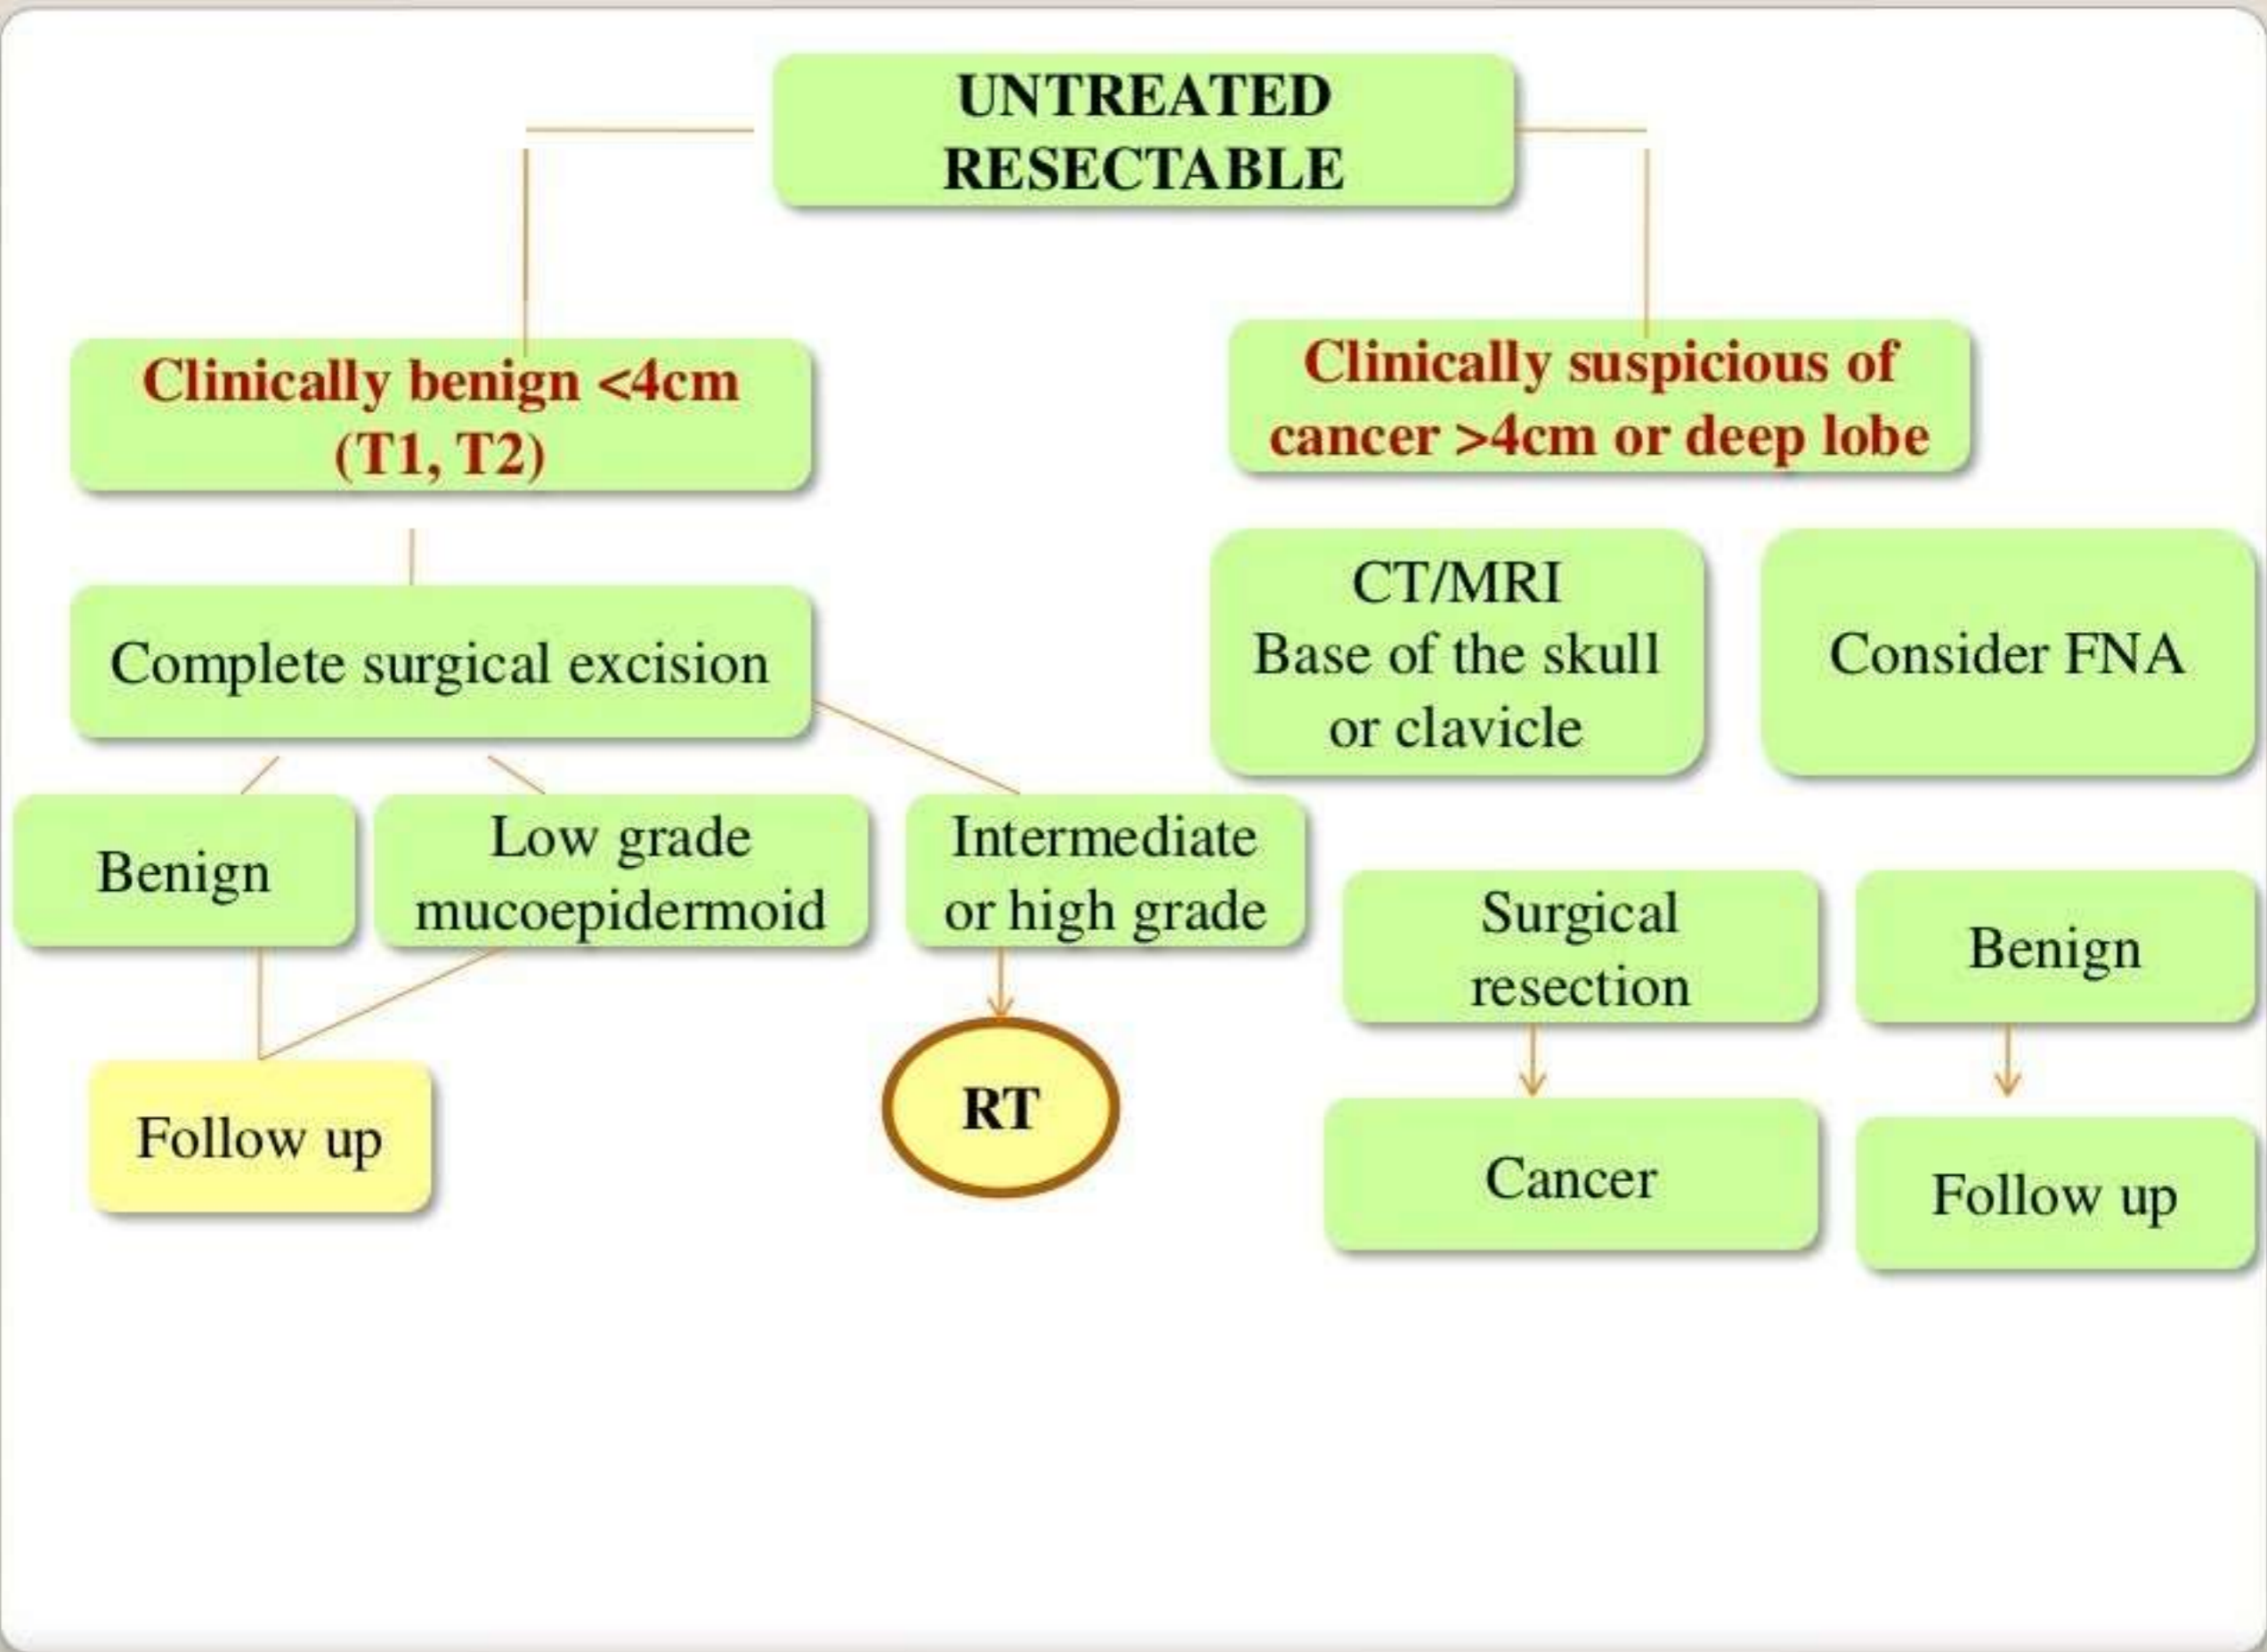 UNTREATED
RESECTABLE
Clinically benign <4cm
(T1, T2)
Clinically suspicious of
cancer >4cm or deep lobe
Complete surgical excision
CT/MRI
Base of the skull
or clavicle
Consider FNA
Benign
Low grade
mucoepidermoid
Intermediate
or high grade
Surgical
resection
Benign
Follow up
RT
Cancer
Follow up